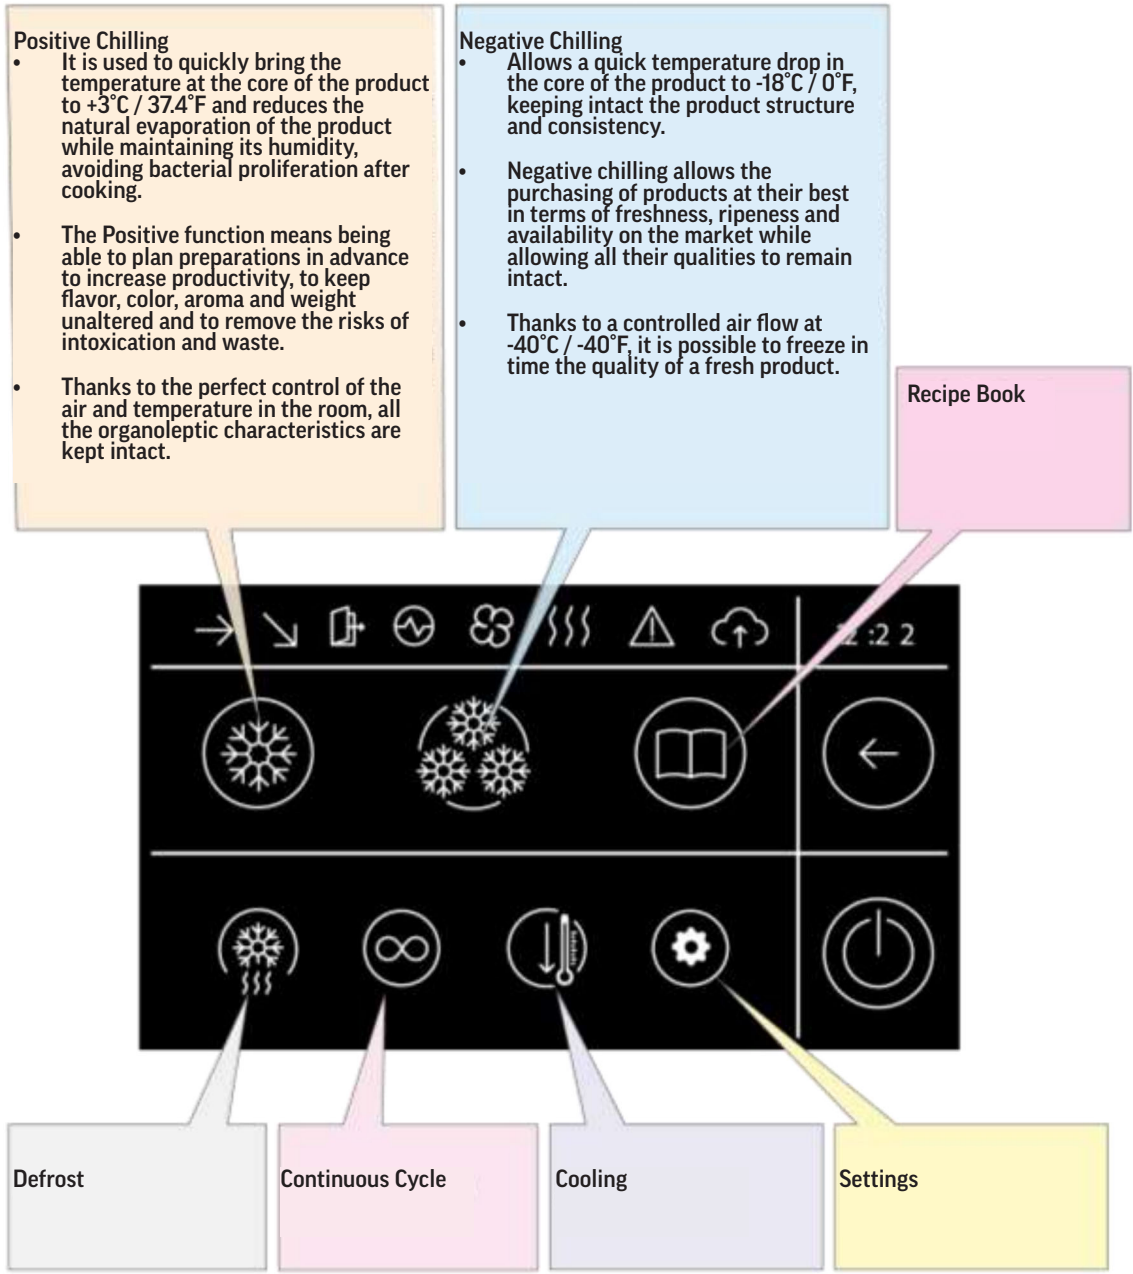 Positive Chilling
• It is used to quickly bring the
temperature at the core of the product
to +3°C / 37.4°F and reduces the
natural evaporation of the product
while maintaining its humidity,
avoiding bacterial proliferation after
cooking.
• The Positive function means being
able to plan preparations in advance
to increase productivity, to keep
flavor, color, aroma and weight
unaltered and to remove the risks of
intoxication and waste.
• Thanks to the perfect control of the
air and temperature in the room, all
the organoleptic characteristics are
kept intact.
Negative Chilling
• Allows a quick temperature drop in
the core of the product to -18°C / 0°F,
keeping intact the product structure
and consistency.
• Negative chilling allows the
purchasing of products at their best
in terms of freshness, ripeness and
availability on the market while
allowing all their qualities to remain
intact.
• Thanks to a controlled air flow at
-40°C / -40°F, it is possible to freeze in
time the quality of a fresh product.
Recipe Book
:2 2
Defrost
Continuous Cycle
Cooling
Settings